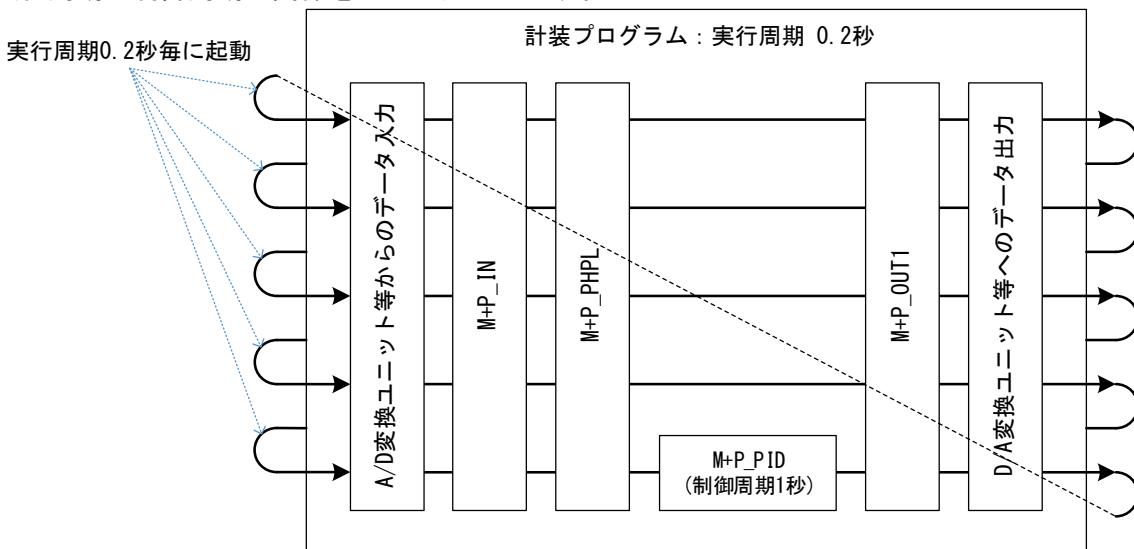 計装プログラム：実行周期 0.2秒
実行周期0.2秒毎に起動
A/D変換ユニット等からのデータ入力
M+P_IN
M+P_PHPL
M+P_PID
(制御周期1秒)
M+P_OUT1
D/A変換ユニット等へのデータ出力